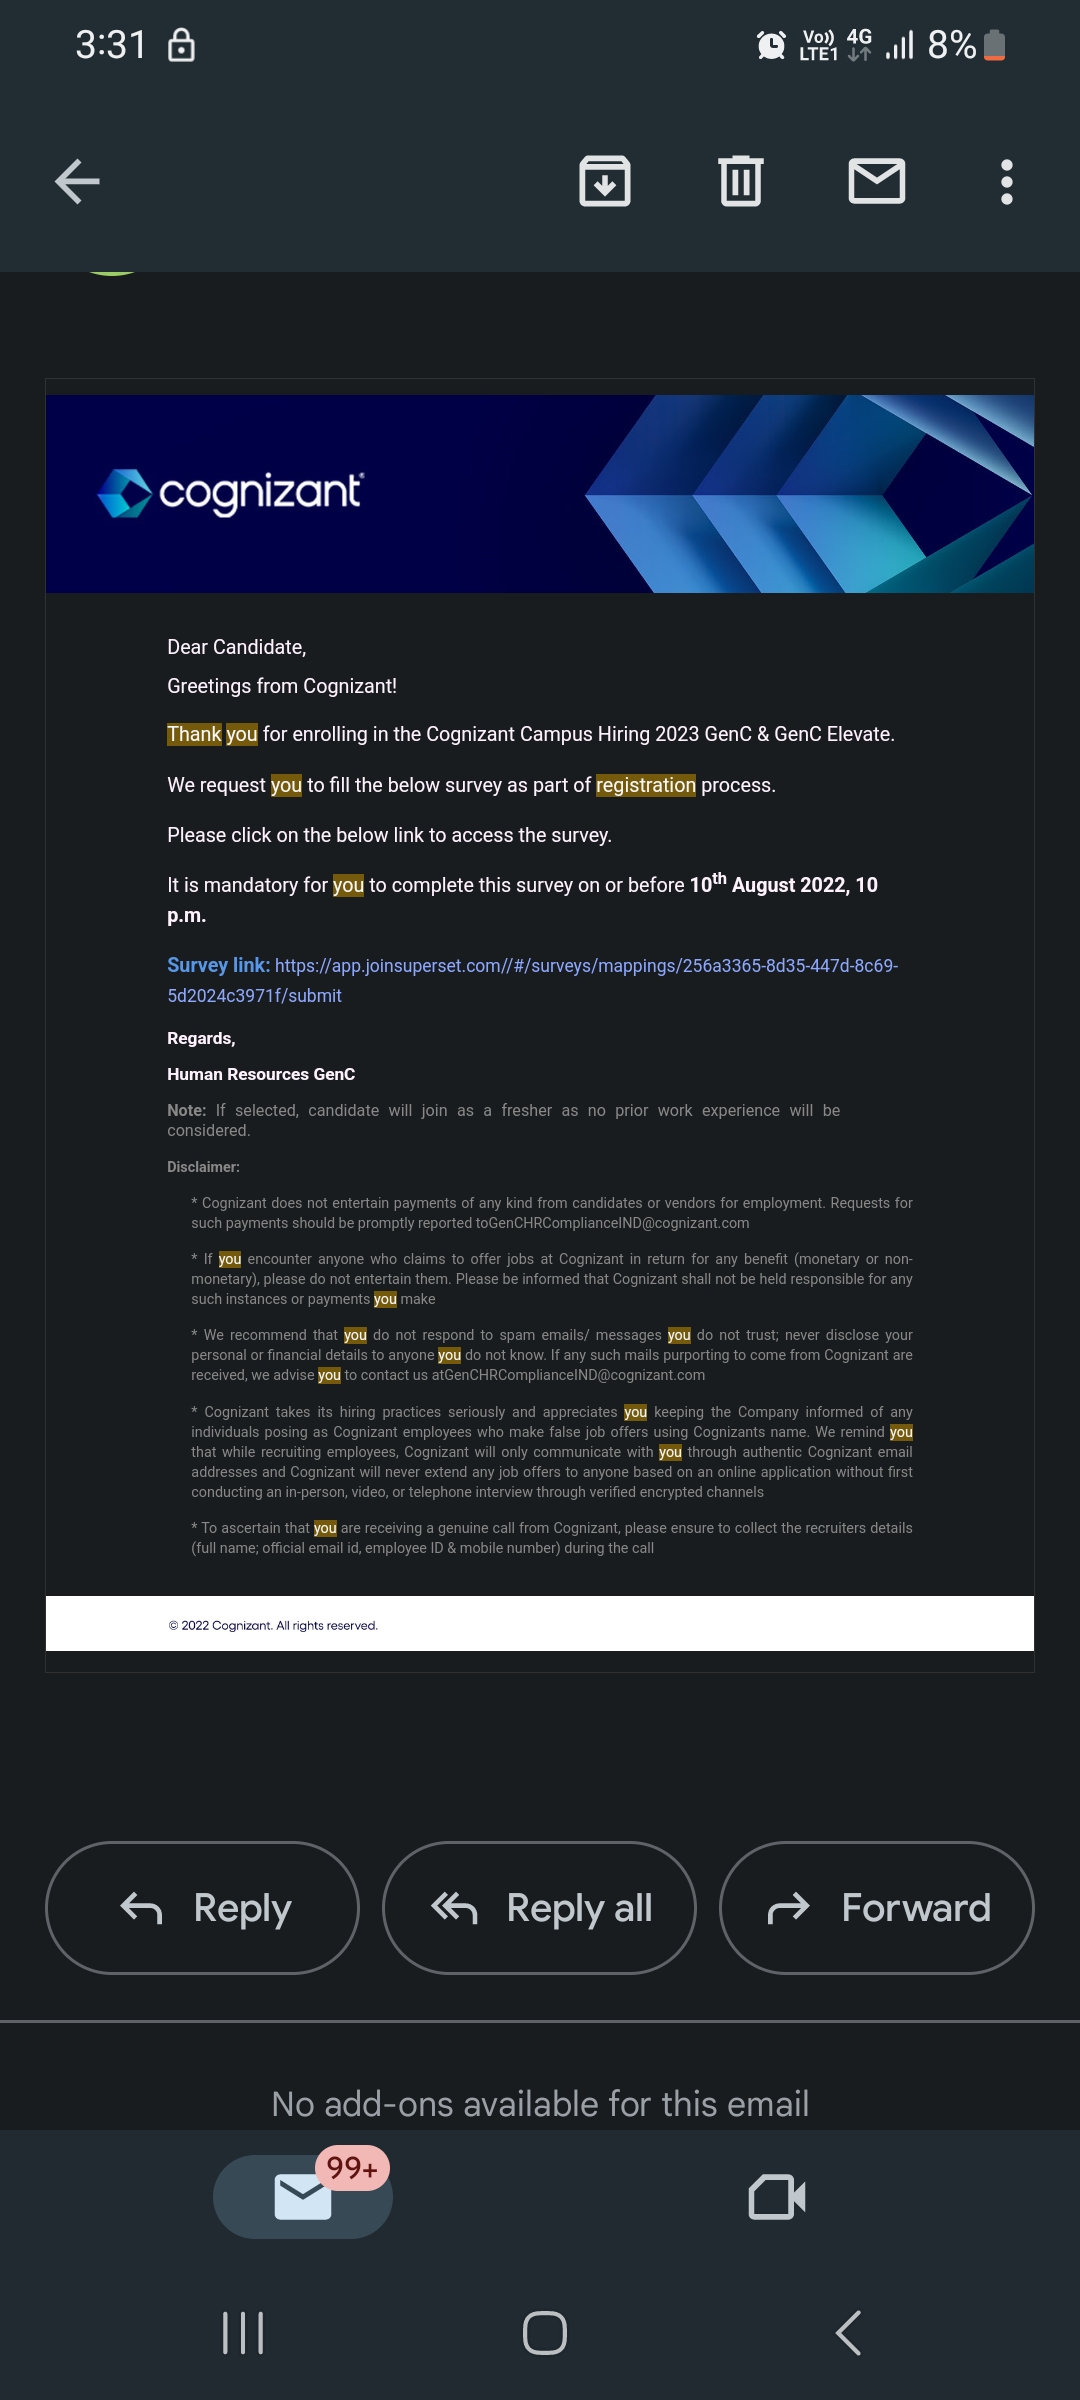 3:31
Vo)) LTE1 4G 8%
cognizant
Dear Candidate,
Greetings from Cognizant!
Thank you for enrolling in the Cognizant Campus Hiring 2023 GenC & GenC Elevate.
We request you to fill the below survey as part of registration process.
Please click on the below link to access the survey.
It is mandatory for you to complete this survey on or before 10th August 2022, 10
p.m.
Survey link: https://app.joinsuperset.com//#/surveys/mappings/256a3365-8d35-447d-8c69-
5d2024c3971f/submit
Regards,
Human Resources GenC
Note: If selected, candidate will join as a fresher as no prior work experience will be
considered.
Disclaimer:
* Cognizant does not entertain payments of any kind from candidates or vendors for employment. Requests for
such payments should be promptly reported toGenCHRComplianceIND@cognizant.com
* If you encounter anyone who claims to offer jobs at Cognizant in return for any benefit (monetary or non-
monetary), please do not entertain them. Please be informed that Cognizant shall not be held responsible for any
such instances or payments you make
* We recommend that you do not respond to spam emails/ messages you do not trust; never disclose your
personal or financial details to anyone you do not know. If any such mails purporting to come from Cognizant are
received, we advise you to contact us atGenCHRComplianceIND@cognizant.com
* Cognizant takes its hiring practices seriously and appreciates you keeping the Company informed of any
individuals posing as Cognizant employees who make false job offers using Cognizants name. We remind you
that while recruiting employees, Cognizant will only communicate with you through authentic Cognizant email
addresses and Cognizant will never extend any job offers to anyone based on an online application without first
conducting an in-person, video, or telephone interview through verified encrypted channels
* To ascertain that you are receiving a genuine call from Cognizant, please ensure to collect the recruiters details
(full name; official email id, employee ID & mobile number) during the call
© 2022 Cognizant. All rights reserved.
Reply
Reply all
Forward
No add-ons available for this email
99+